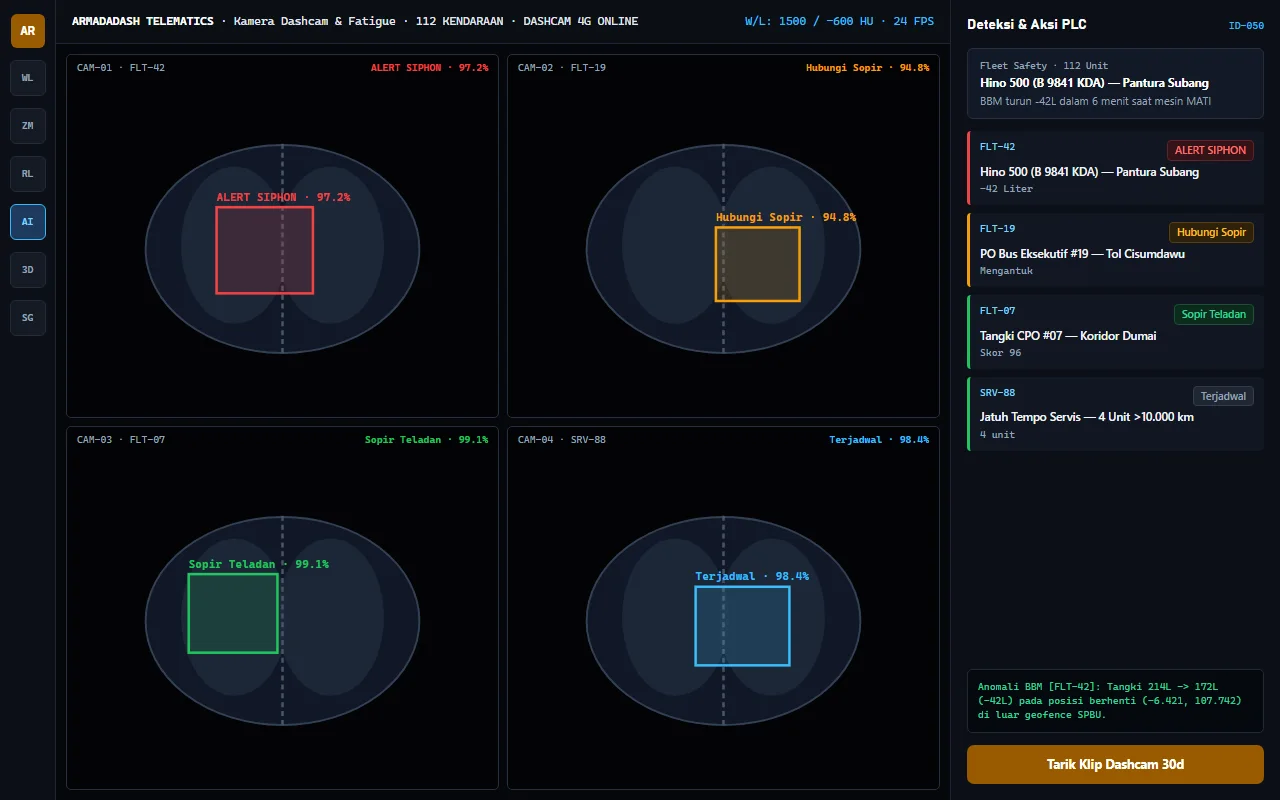 AR
WL
ZM
RL
AI
3D
SG
ARMADADASH TELEMATICS · Kamera Dashcam & Fatigue · 112 KENDARAAN · DASHCAM 4G ONLINE
W/L: 1500 / -600 HU · 24 FPS
CAM-01 · FLT-42
ALERT SIPHON · 97.2%
ALERT SIPHON · 97.2%
CAM-02 · FLT-19
Hubungi Sopir · 94.8%
Hubungi Sopir · 94.8%
CAM-03 · FLT-07
Sopir Teladan · 99.1%
Sopir Teladan · 99.1%
CAM-04 · SRV-88
Terjadwal · 98.4%
Terjadwal · 98.4%
Deteksi & Aksi PLC
ID-050
Fleet Safety · 112 Unit
Hino 500 (B 9841 KDA) — Pantura Subang
BBM turun -42L dalam 6 menit saat mesin MATI
FLT-42
ALERT SIPHON
Hino 500 (B 9841 KDA) — Pantura Subang
-42 Liter
FLT-19
Hubungi Sopir
PO Bus Eksekutif #19 — Tol Cisumdawu
Mengantuk
FLT-07
Sopir Teladan
Tangki CPO #07 — Koridor Dumai
Skor 96
SRV-88
Terjadwal
Jatuh Tempo Servis — 4 Unit >10.000 km
4 unit
Anomali BBM [FLT-42]: Tangki 214L -> 172L
(-42L) pada posisi berhenti (-6.421, 107.742)
di luar geofence SPBU.
Tarik Klip Dashcam 30d